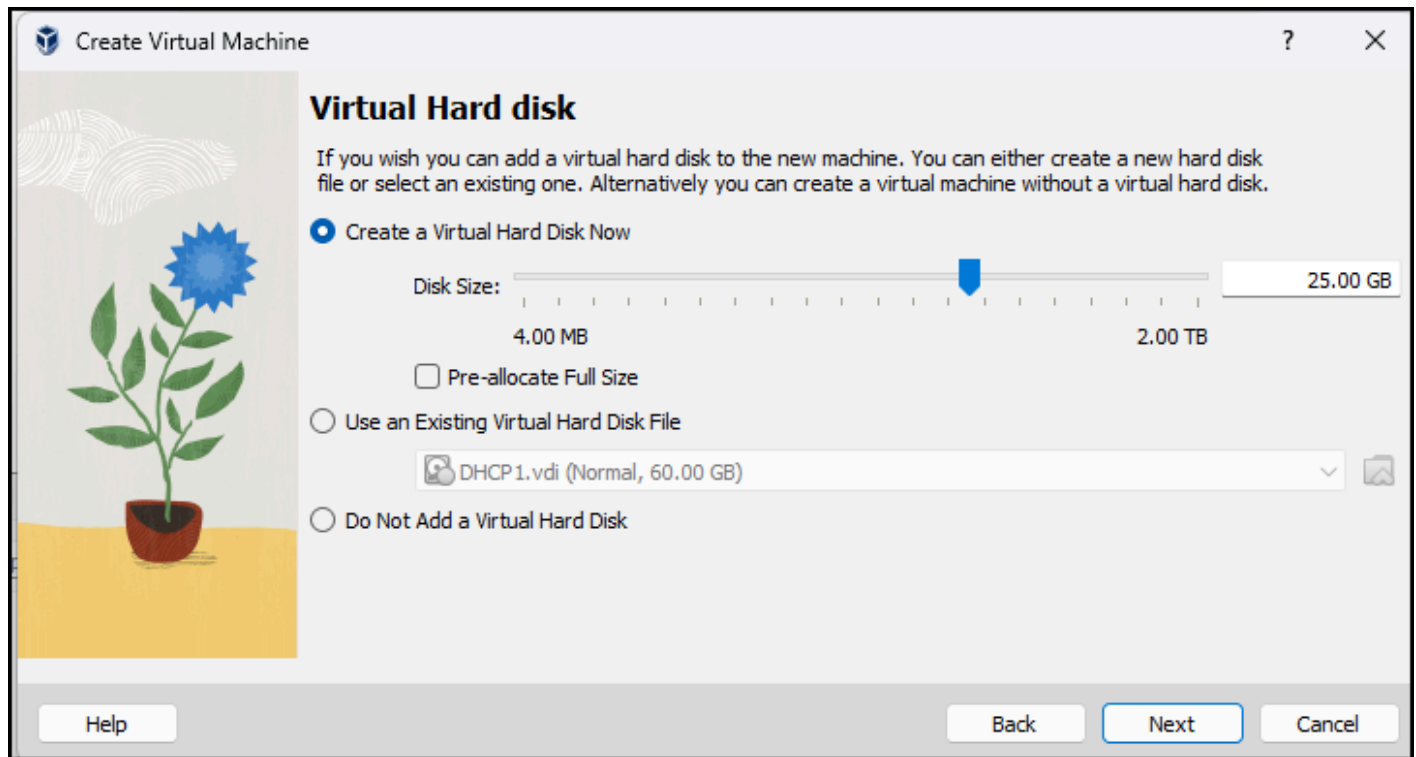 Create Virtual Machine
?
Virtual Hard disk
If you wish you can add a virtual hard disk to the new machine. You can either create a new hard disk
file or select an existing one. Alternatively you can create a virtual machine without a virtual hard disk.
Create a Virtual Hard Disk Now
Disk Size:
25.00 GB
4.00 MB
2.00 TB
Pre-allocate Full Size
Use an Existing Virtual Hard Disk File
DHCP1.vdi (Normal, 60.00 GB)
Do Not Add a Virtual Hard Disk
Help
Back
Next
Cancel